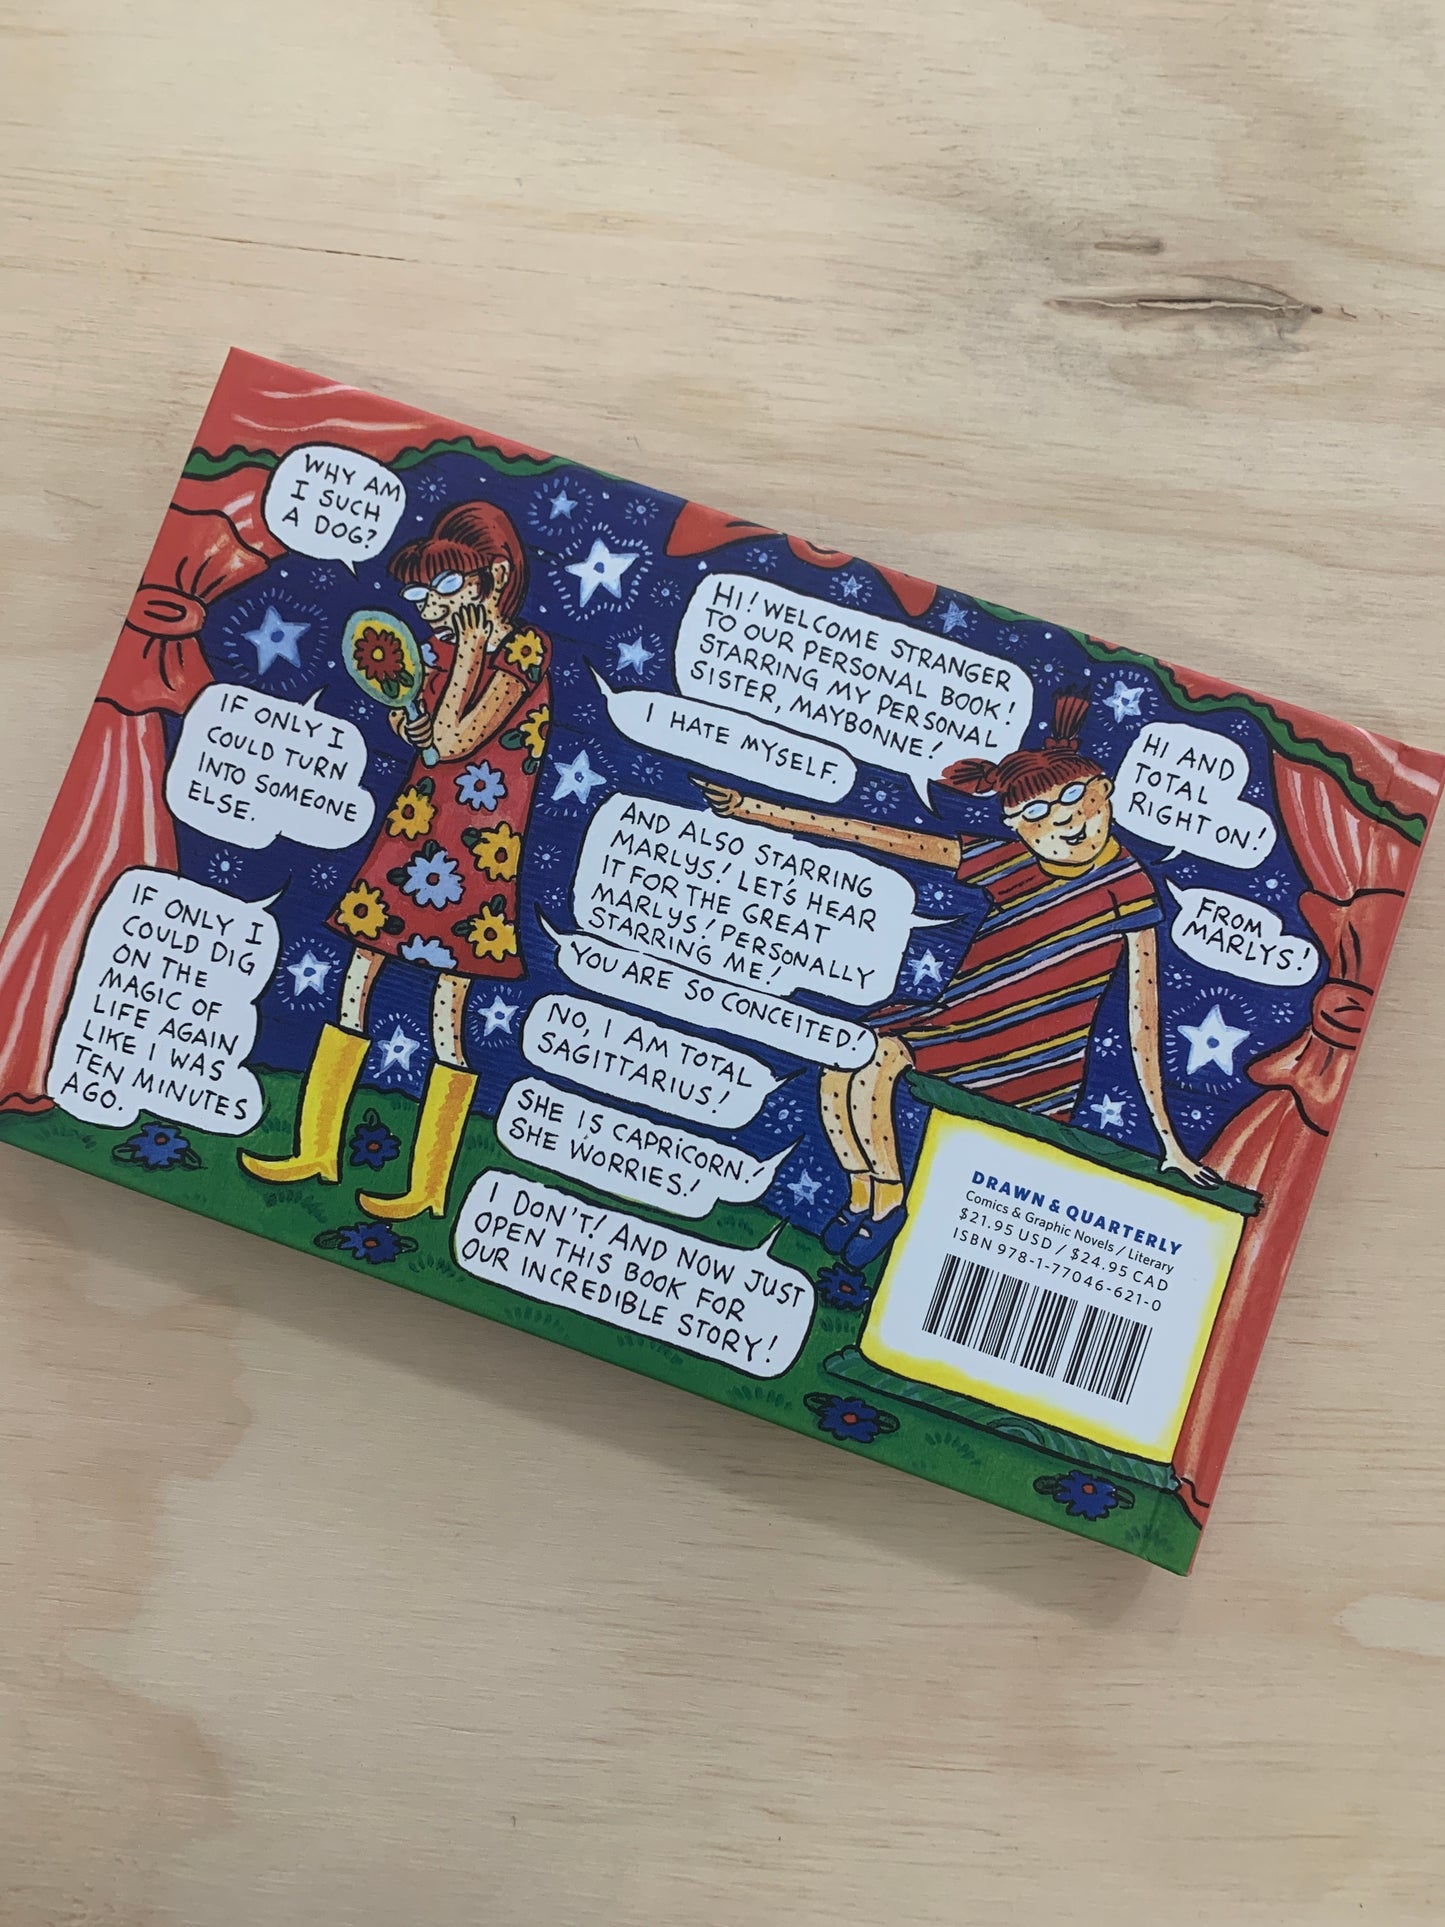 WHY AM
I SUCH
A DOG?
IF ONLY I
COULD TURN
INTO SOMEONE
ELSE.
IF ONLY I
COULD DIG
ON THE
MAGIC OF
LIFE AGAIN
LIKE I WAS
TEN MINUTES
AGO.
HI! WELCOME STRANGER
TO OUR PERSONAL BOOK!
STARRING MY PERSONAL
SISTER, MAYBONNE!
I HATE MYSELF.
HI AND
TOTAL
RIGHT ON!
FROM
MARLYS!
AND ALSO STARRING
MARLYS! LET'S HEAR
IT FOR THE GREAT
MARLYS! PERSONALLY
STARRING ME!
YOU ARE SO CONCEITED!
NO, I AM TOTAL
SAGITTARIUS!
SHE IS CAPRICORN!
SHE WORRIES!
I DON'T! AND NOW JUST
OPEN THIS BOOK FOR
OUR INCREDIBLE STORY!
DRAWN & QUARTERLY
Comics & Graphic Novels / Literary
$21.95 USD / $24.95 CAD
ISBN 978-1-77046-621-0